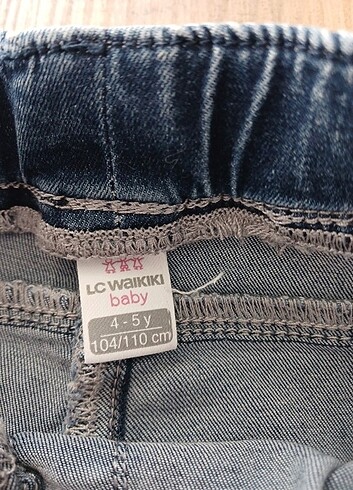 LC WAIKIKI
baby
4 - 5 y
104/110 cm